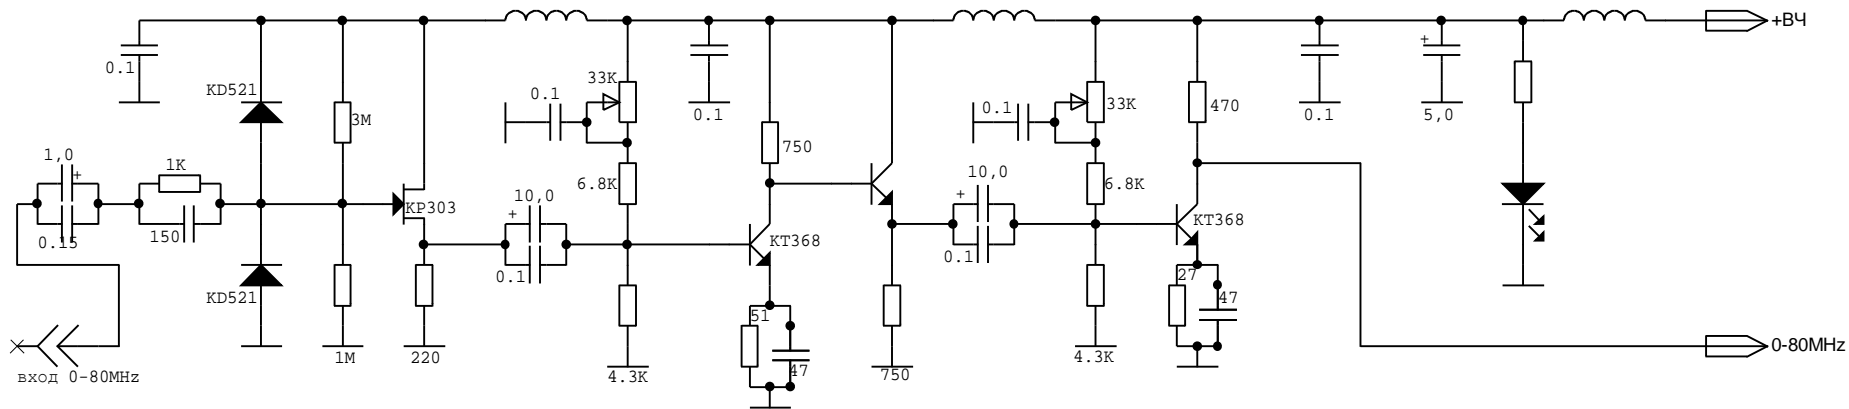 +ВЧ
0.1
KD521
3M
33K
0.1
0.1
750
0.1
33K
470
0.1
+
5,0
1,0
+
0.15
1K
150
KP303
6.8K
10,0
+
0.1
KT368
10,0
+
0.1
6.8K
KT368
KD521
1M
220
4.3K
51
47
750
4.3K
27
47
вход 0-80MHz
0-80MHz